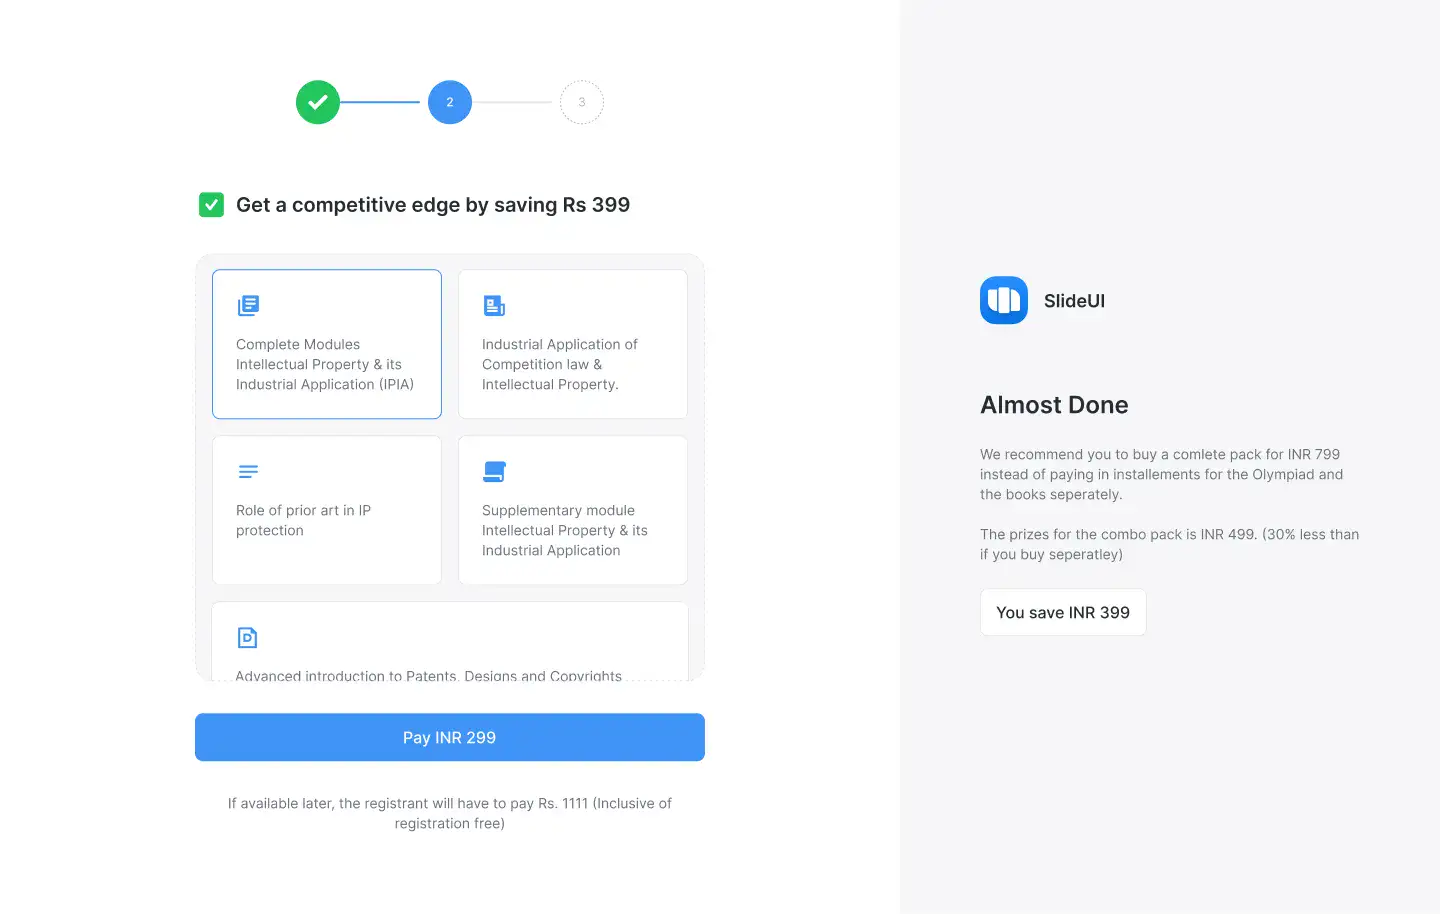 2
3
Get a competitive edge by saving Rs 399
Complete Modules
Intellectual Property & its
Industrial Application (IPIA)
Industrial Application of
Competition law &
Intellectual Property.
Role of prior art in IP
protection
Supplementary module
Intellectual Property & its
Industrial Application
D
Advanced introduction to Patents, Designs and Copyrights
Pay INR 299
If available later, the registrant will have to pay Rs. 1111 (Inclusive of
registration free)
SlideUI
Almost Done
We recommend you to buy a comlete pack for INR 799
instead of paying in installements for the Olympiad and
the books seperately.
The prizes for the combo pack is INR 499. (30% less than
if you buy seperatley)
You save INR 399